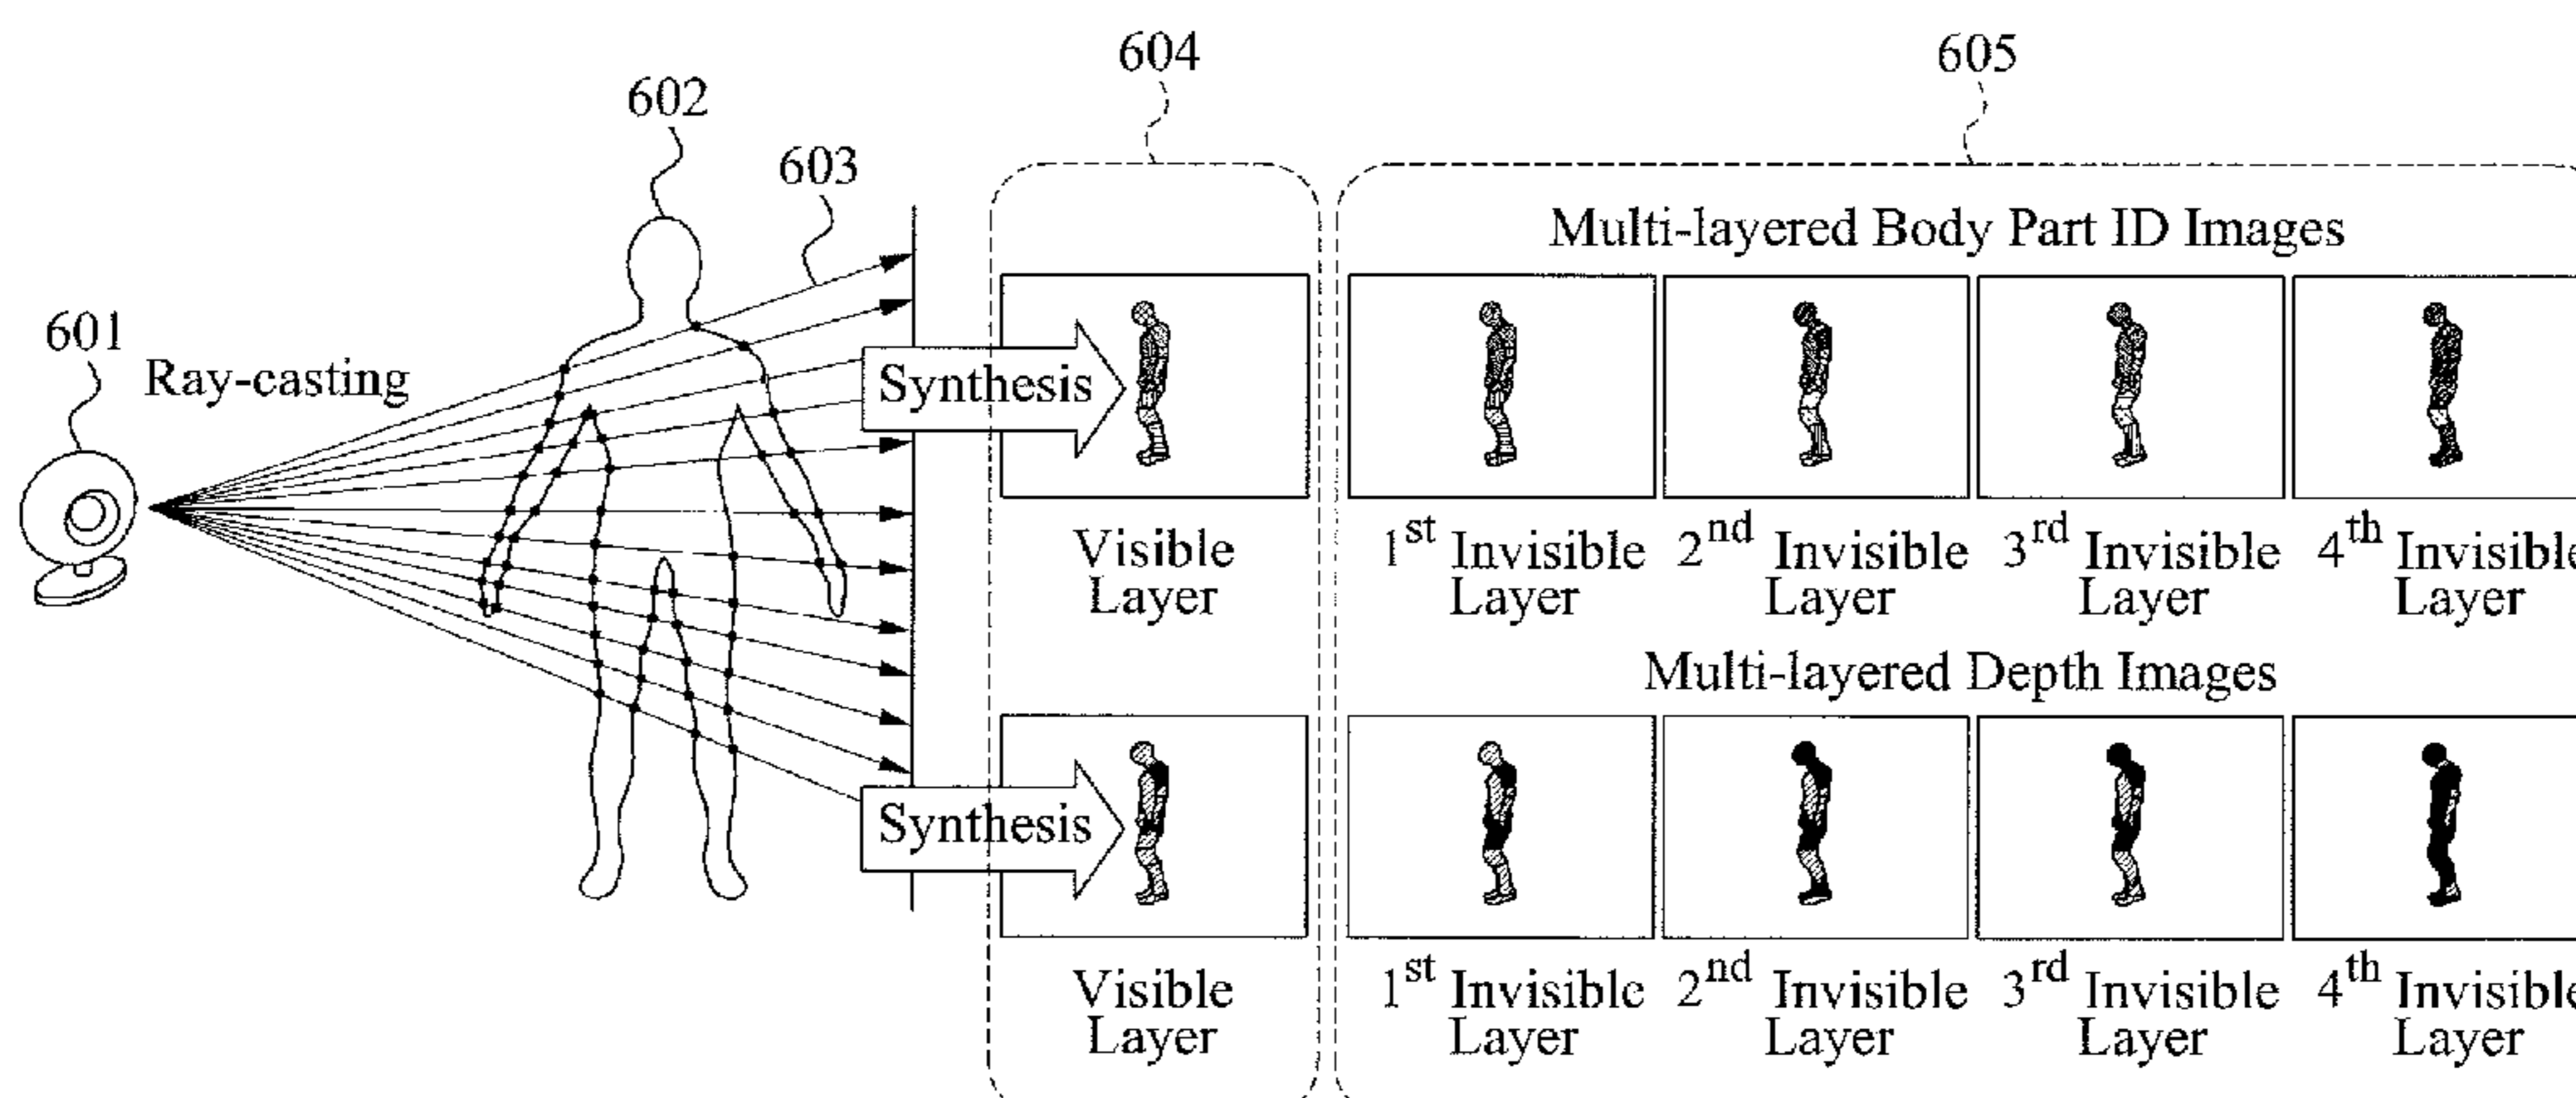 604
605
602
603
601
Ray-casting
Multi-layered Body Part ID Images
Synthesis
Visible
Layer
1st Invisible
Layer
2nd Invisible
Layer
3rd Invisible
Layer
4th Invisible
Layer
Multi-layered Depth Images
Synthesis
Visible
Layer
1st Invisible
Layer
2nd Invisible
Layer
3rd Invisible
Layer
4th Invisible
Layer